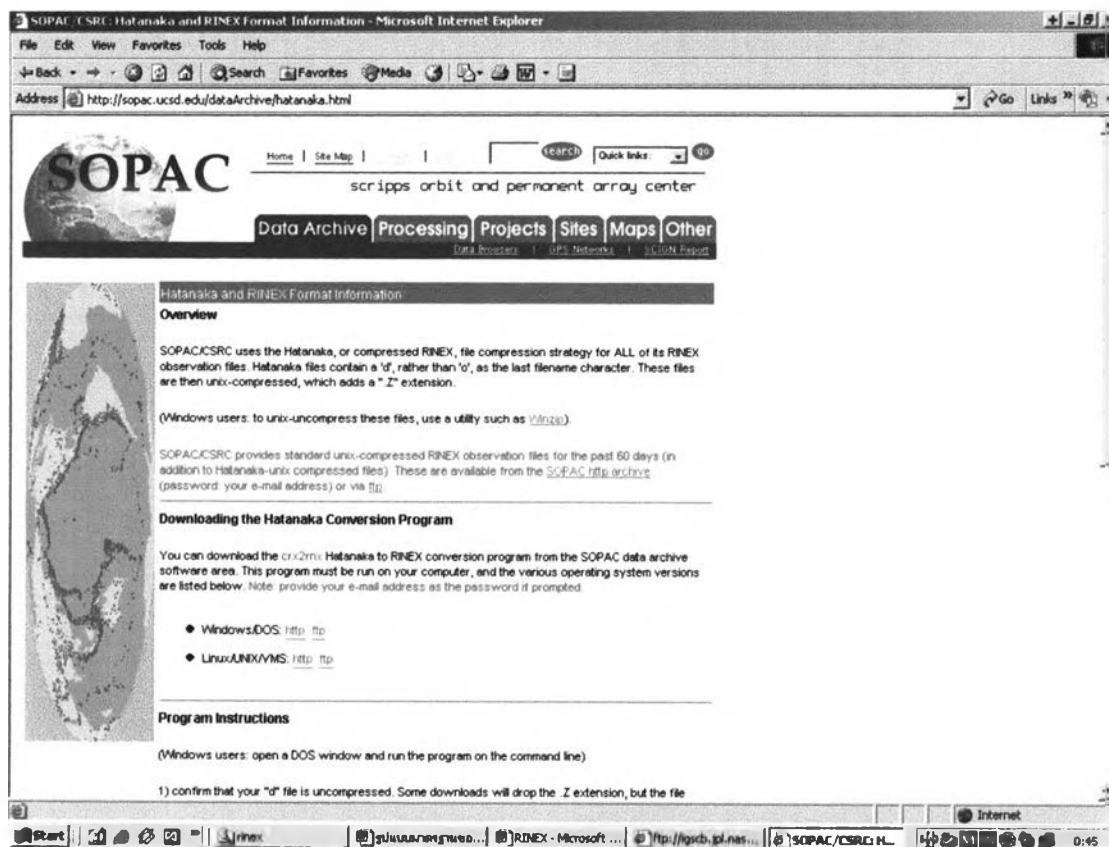 SOPAC/CSRC: Hatanaka and RINEX Format Information - Microsoft Internet Explorer
File Edit View Favorites Tools Help
Back Search Favorites Media
Address http://sopac.ucsd.edu/dataArchive/hatanaka.html Go Links »
SOPAC
Home | Site Map | | search Quick links: go
scripps orbit and permanent array center
Data Archive Processing Projects Sites Maps Other
Data Browsers | GPS Networks | SCION Report
Hatanaka and RINEX Format Information
Overview
SOPAC/CSRC uses the Hatanaka, or compressed RINEX, file compression strategy for ALL of its RINEX
observation files. Hatanaka files contain a 'd', rather than 'o', as the last filename character. These files
are then unix-compressed, which adds a ".Z" extension.
(Windows users: to unix-uncompress these files, use a utility such as Winzip).
SOPAC/CSRC provides standard unix-compressed RINEX observation files for the past 60 days (in
addition to Hatanaka-unix compressed files). These are available from the SOPAC http archive
(password: your e-mail address) or via ftp.
Downloading the Hatanaka Conversion Program
You can download the crx2rnx Hatanaka to RINEX conversion program from the SOPAC data archive
software area. This program must be run on your computer, and the various operating system versions
are listed below. Note: provide your e-mail address as the password if prompted.
● Windows/DOS: http ftp
● Linux/UNIX/VMS: http ftp
Program Instructions
(Windows users: open a DOS window and run the program on the command line)
1) confirm that your "d" file is uncompressed. Some downloads will drop the .Z extension, but the file
Internet
Start rinex RINEX - Microsoft ... ftp://igscb.jpl.nas... SOPAC/CSRC: H... 0:45